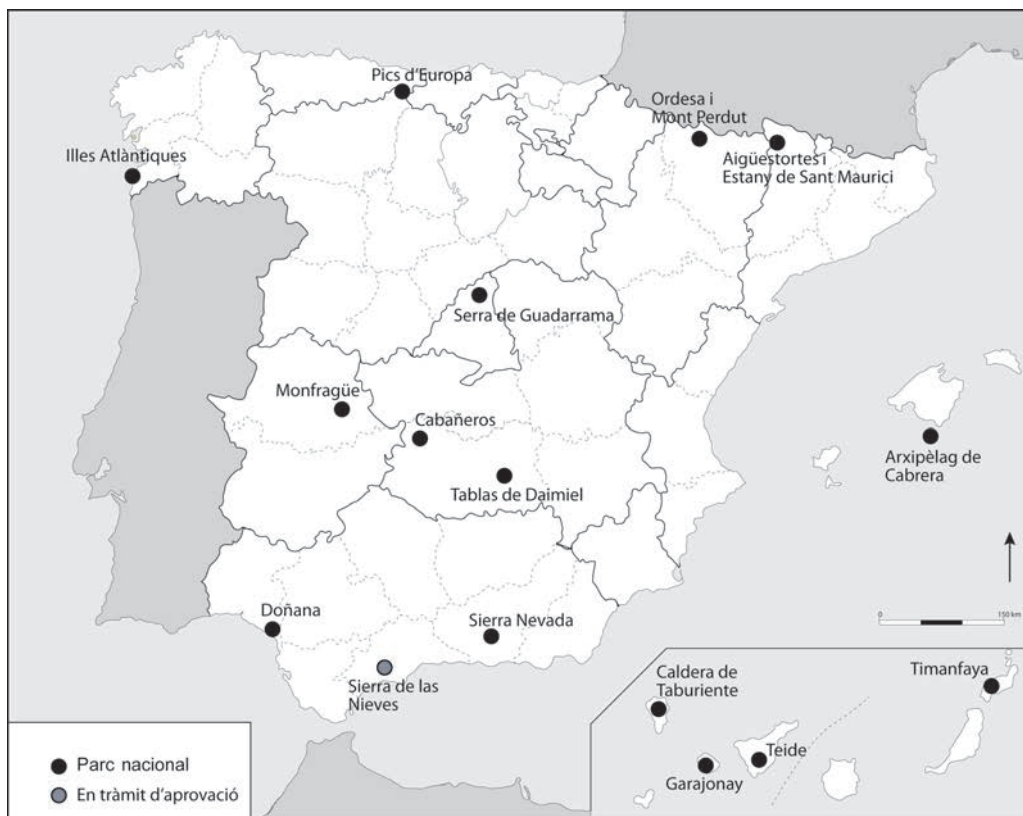 Pics d'Europa
Ordesa i
Mont Perdut
Illes Atlàntiques
Aigüestortes i
Estany de Sant Maurici
Serra de Guadarrama
Monfragüe
Cabañeros
Arxipèlag de
Cabrera
Tablas de Daimiel
Doñana
Sierra Nevada
0 150 km
Sierra de las
Nieves
Caldera de
Taburiente
Timanfaya
Teide
Garajonay
Parc nacional
En tràmit d'aprovació